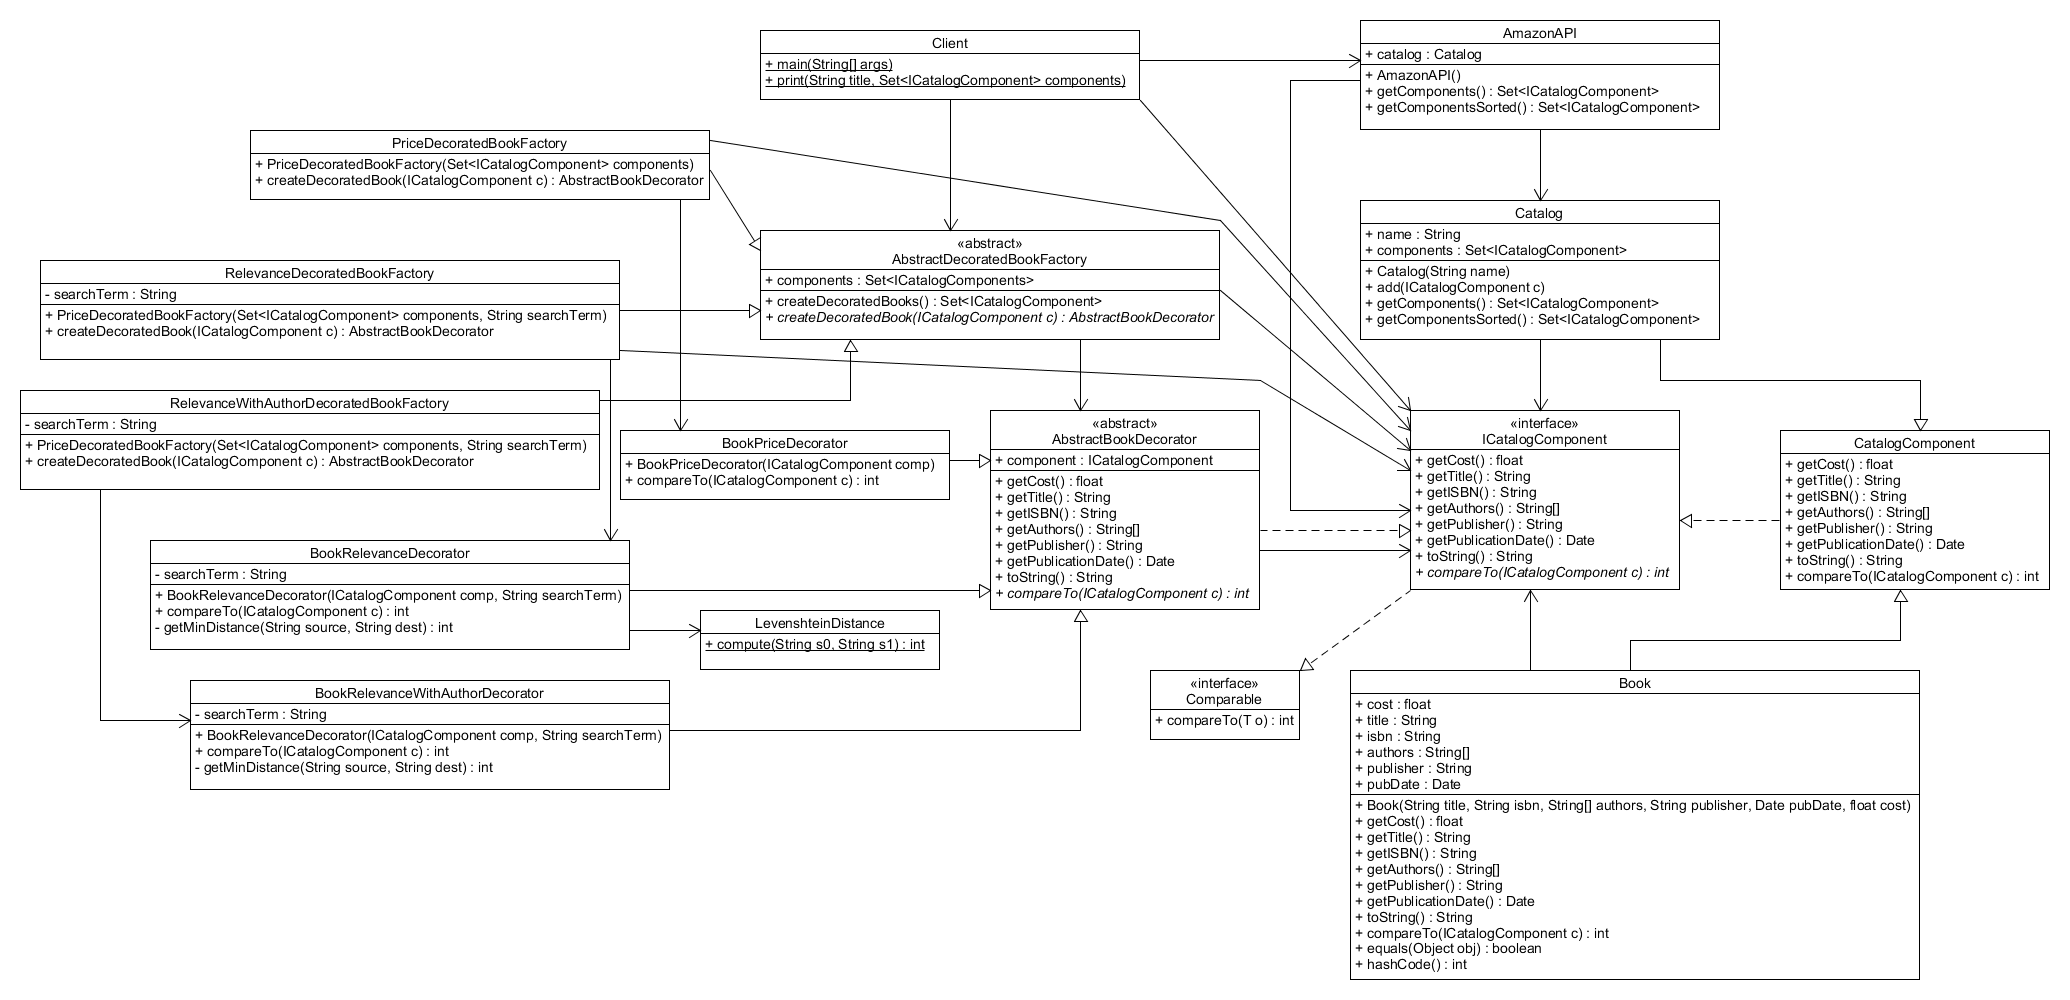 Client
+ main(String[] args)
+ print(String title, Set<ICatalogComponent> components)
AmazonAPI
+ catalog : Catalog
+ AmazonAPI()
+ getComponents() : Set<ICatalogComponent>
+ getComponentsSorted() : Set<ICatalogComponent>
PriceDecoratedBookFactory
+ PriceDecoratedBookFactory(Set<ICatalogComponent> components)
+ createDecoratedBook(ICatalogComponent c) : AbstractBookDecorator
Catalog
+ name : String
+ components : Set<ICatalogComponent>
+ Catalog(String name)
+ add(ICatalogComponent c)
+ getComponents() : Set<ICatalogComponent>
+ getComponentsSorted() : Set<ICatalogComponent>
«abstract»
AbstractDecoratedBookFactory
+ components : Set<ICatalogComponents>
+ createDecoratedBooks() : Set<ICatalogComponent>
+ createDecoratedBook(ICatalogComponent c) : AbstractBookDecorator
RelevanceDecoratedBookFactory
- searchTerm : String
+ PriceDecoratedBookFactory(Set<ICatalogComponent> components, String searchTerm)
+ createDecoratedBook(ICatalogComponent c) : AbstractBookDecorator
RelevanceWithAuthorDecoratedBookFactory
- searchTerm : String
+ PriceDecoratedBookFactory(Set<ICatalogComponent> components, String searchTerm)
+ createDecoratedBook(ICatalogComponent c) : AbstractBookDecorator
BookPriceDecorator
+ BookPriceDecorator(ICatalogComponent comp)
+ compareTo(ICatalogComponent c) : int
«abstract»
AbstractBookDecorator
+ component : ICatalogComponent
+ getCost() : float
+ getTitle() : String
+ getISBN() : String
+ getAuthors() : String[]
+ getPublisher() : String
+ getPublicationDate() : Date
+ toString() : String
+ compareTo(ICatalogComponent c) : int
«interface»
ICatalogComponent
+ getCost() : float
+ getTitle() : String
+ getISBN() : String
+ getAuthors() : String[]
+ getPublisher() : String
+ getPublicationDate() : Date
+ toString() : String
+ compareTo(ICatalogComponent c) : int
CatalogComponent
+ getCost() : float
+ getTitle() : String
+ getISBN() : String
+ getAuthors() : String[]
+ getPublisher() : String
+ getPublicationDate() : Date
+ toString() : String
+ compareTo(ICatalogComponent c) : int
BookRelevanceDecorator
- searchTerm : String
+ BookRelevanceDecorator(ICatalogComponent comp, String searchTerm)
+ compareTo(ICatalogComponent c) : int
- getMinDistance(String source, String dest) : int
LevenshteinDistance
+ compute(String s0, String s1) : int
BookRelevanceWithAuthorDecorator
- searchTerm : String
+ BookRelevanceDecorator(ICatalogComponent comp, String searchTerm)
+ compareTo(ICatalogComponent c) : int
- getMinDistance(String source, String dest) : int
«interface»
Comparable
+ compareTo(T o) : int
Book
+ cost : float
+ title : String
+ isbn : String
+ authors : String[]
+ publisher : String
+ pubDate : Date
+ Book(String title, String isbn, String[] authors, String publisher, Date pubDate, float cost)
+ getCost() : float
+ getTitle() : String
+ getISBN() : String
+ getAuthors() : String[]
+ getPublisher() : String
+ getPublicationDate() : Date
+ toString() : String
+ compareTo(ICatalogComponent c) : int
+ equals(Object obj) : boolean
+ hashCode() : int